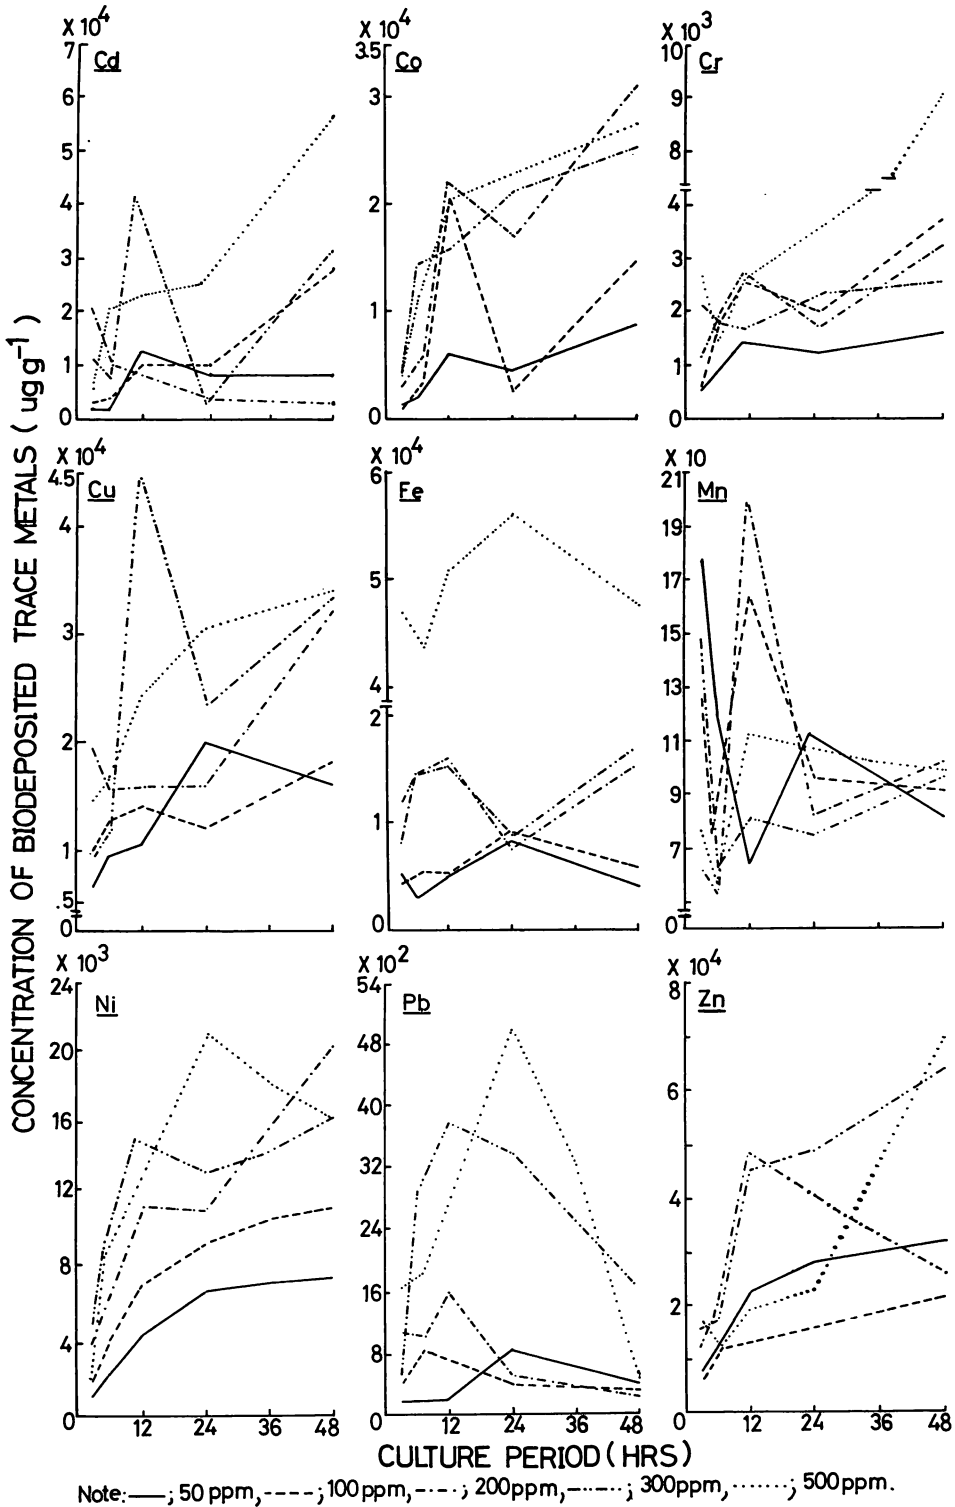 CONCENTRATION OF BIODEPOSITED TRACE METALS (ug g-1)
X 10^4
Cd
7
6
5
4
3
2
1
0
X 10^4
Co
3.5
3
2
1
0
X 10^3
Cr
10
9
8
4
3
2
1
0
X 10^4
Cu
4.5
4
3
2
1
.5
0
X 10^4
Fe
6
5
4
2
1
0
X 10
Mn
21
19
17
15
13
11
9
7
0
X 10^3
Ni
24
20
16
12
8
4
0
12 24 36 48
X 10^2
Pb
54
48
40
32
24
16
8
0
12 24 36 48
X 10^4
Zn
8
6
4
2
0
12 24 36 48
CULTURE PERIOD (HRS)
Note: ——; 50 ppm, -----; 100 ppm, —·—·; 200ppm, —··—··; 300ppm, ······; 500 ppm.